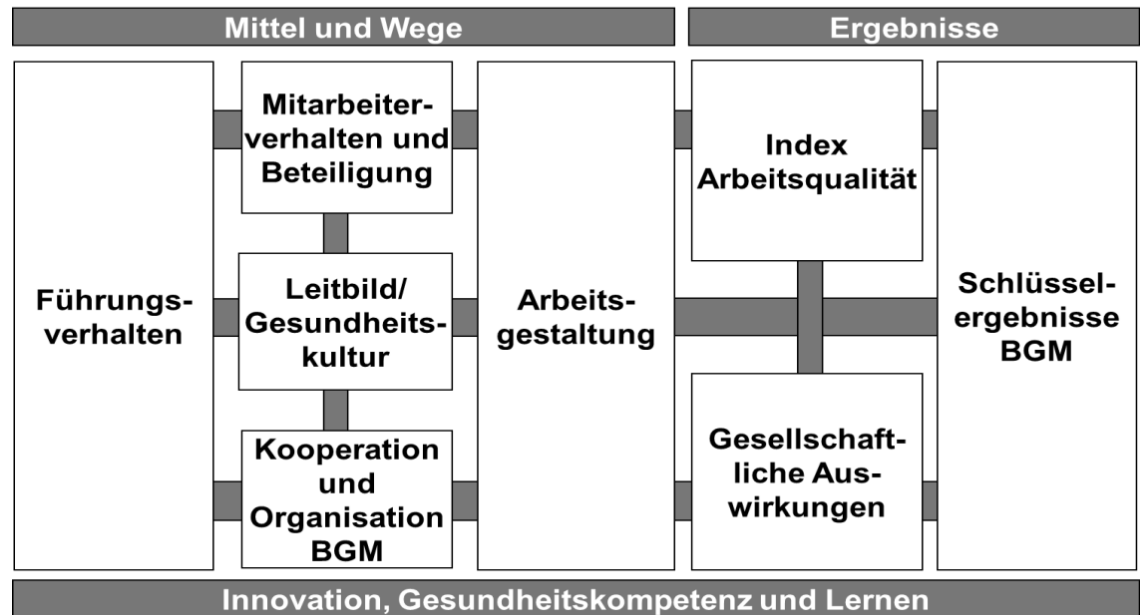 Mittel und Wege
Ergebnisse
Führungs-
verhalten
Mitarbeiter-
verhalten und
Beteiligung
Leitbild/
Gesundheits-
kultur
Kooperation
und
Organisation
BGM
Arbeits-
gestaltung
Index
Arbeitsqualität
Gesellschaft-
liche Aus-
wirkungen
Schlüssel-
ergebnisse
BGM
Innovation, Gesundheitskompetenz und Lernen